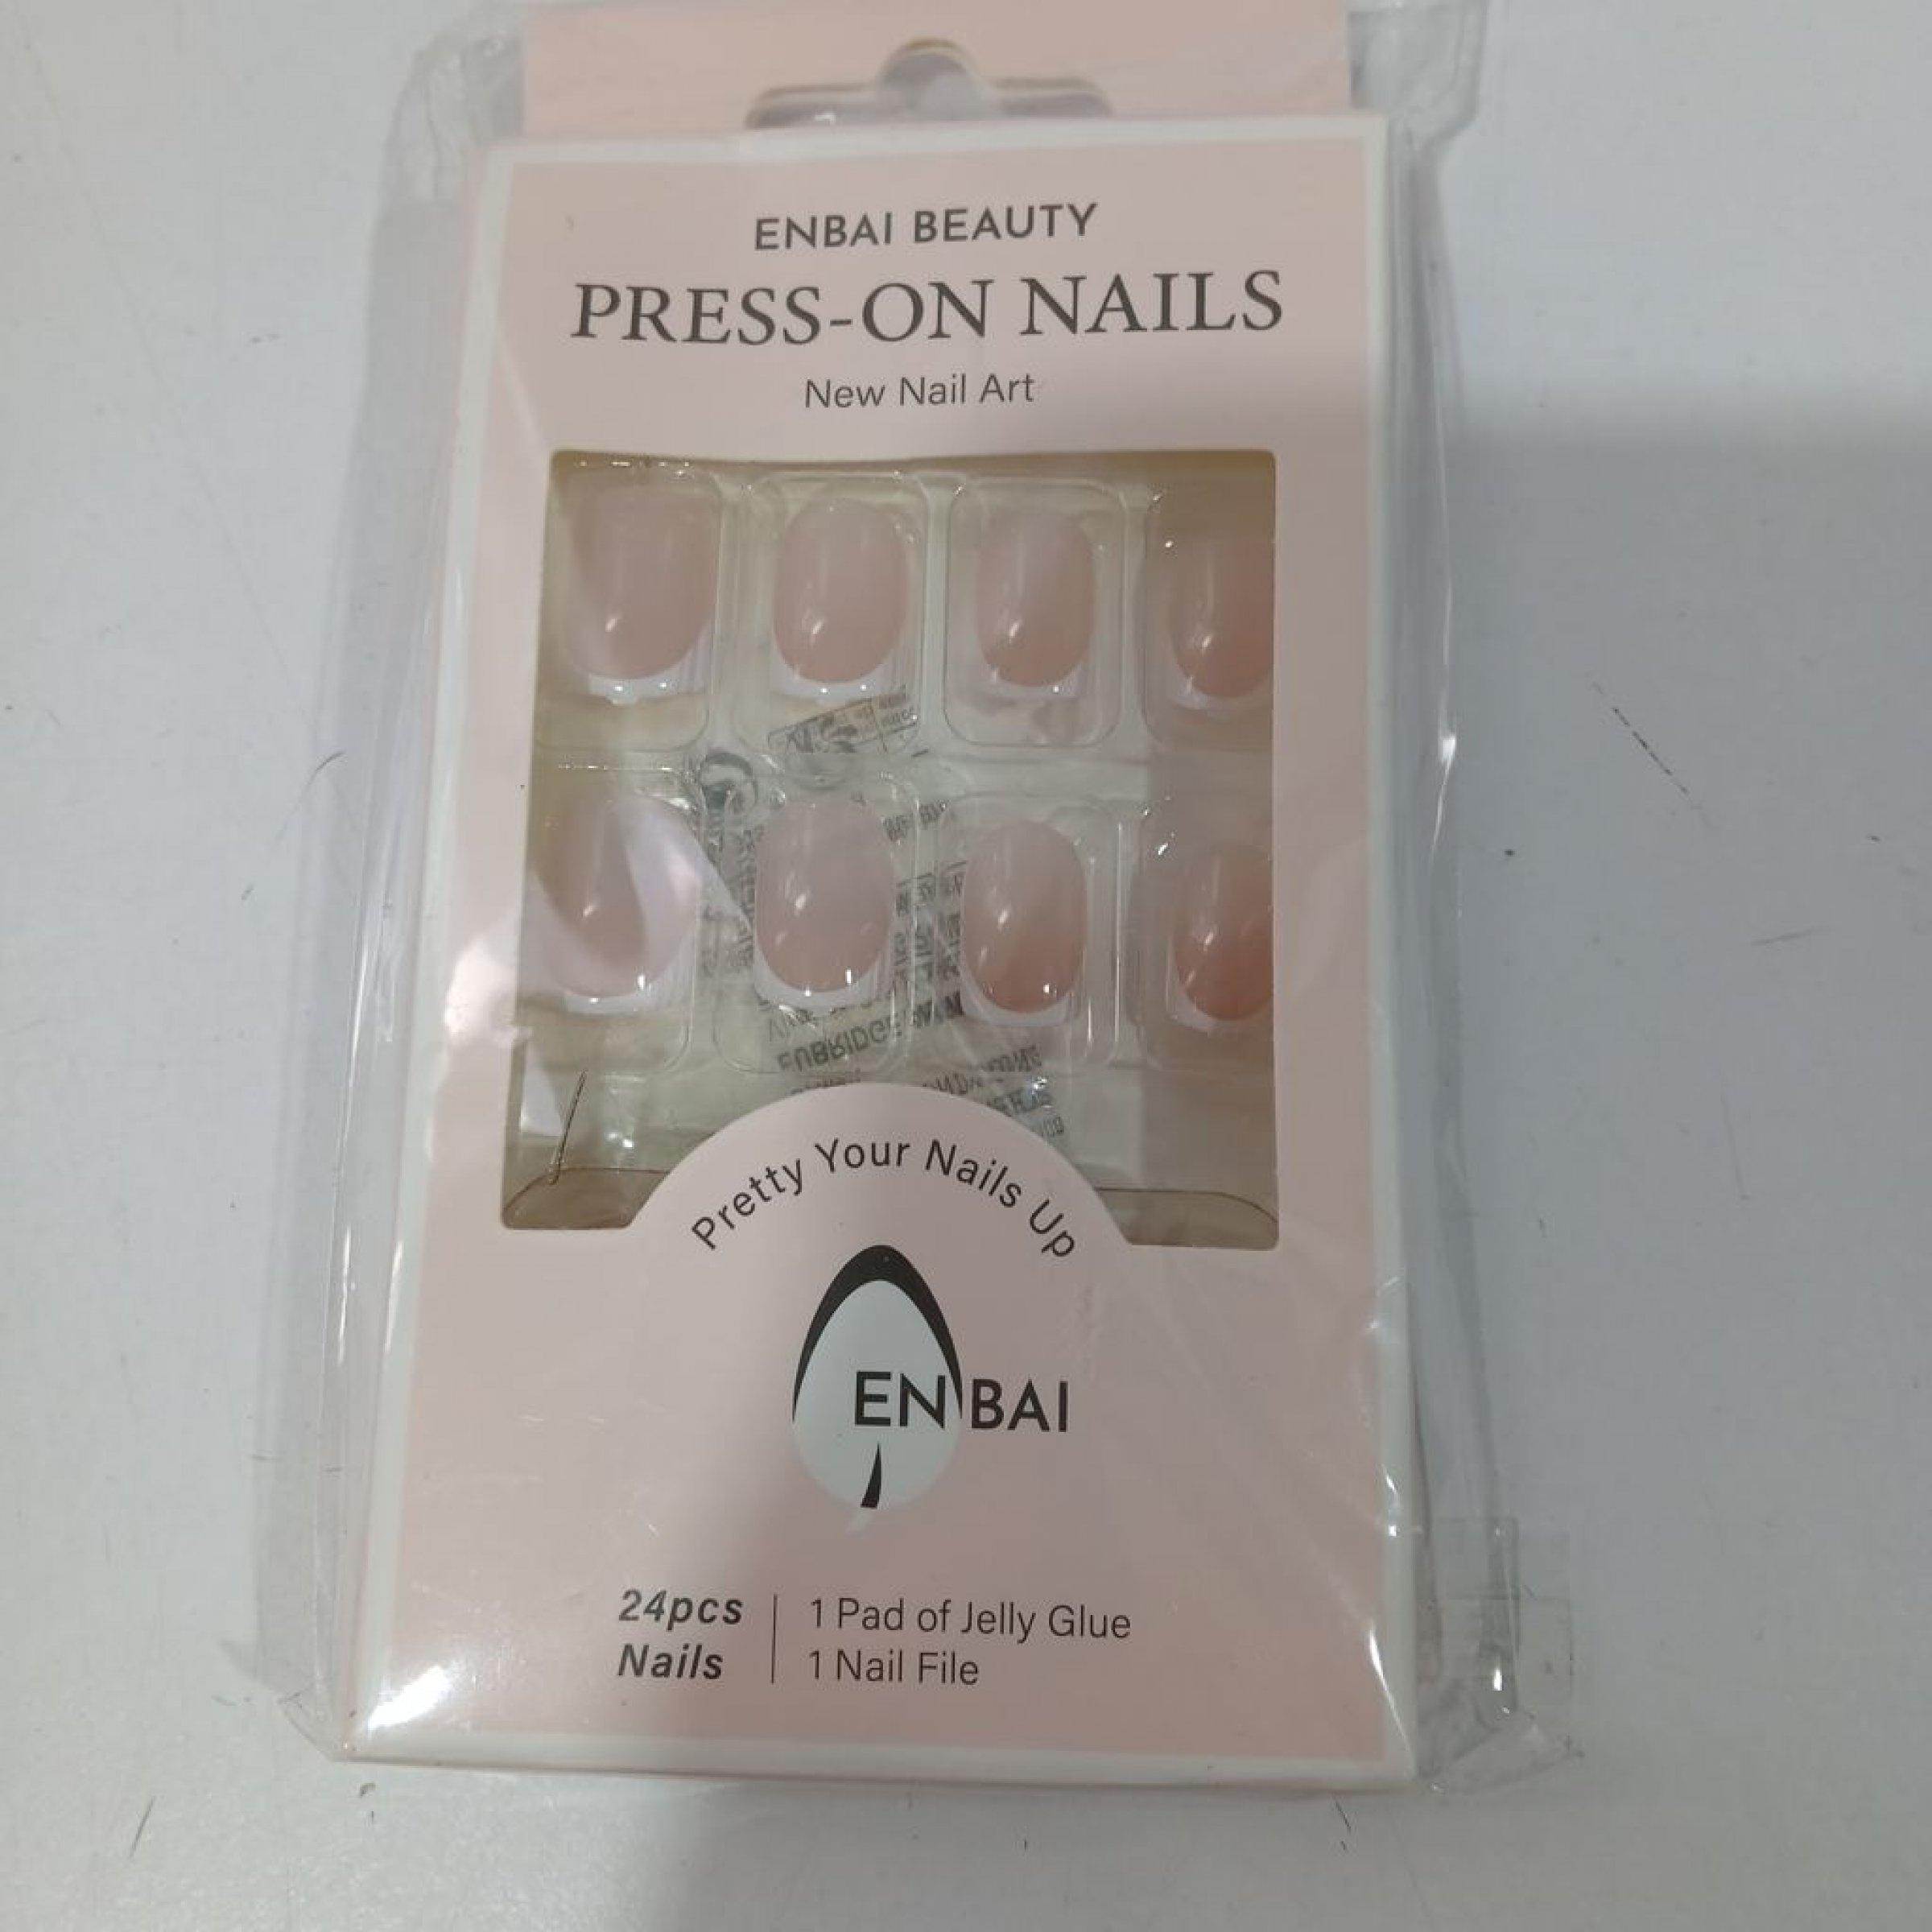 ENBAI BEAUTY
PRESS-ON NAILS
New Nail Art
EUBRIDGE
Pretty Your Nails Up
ENBAI
24pcs
Nails
1 Pad of Jelly Glue
1 Nail File